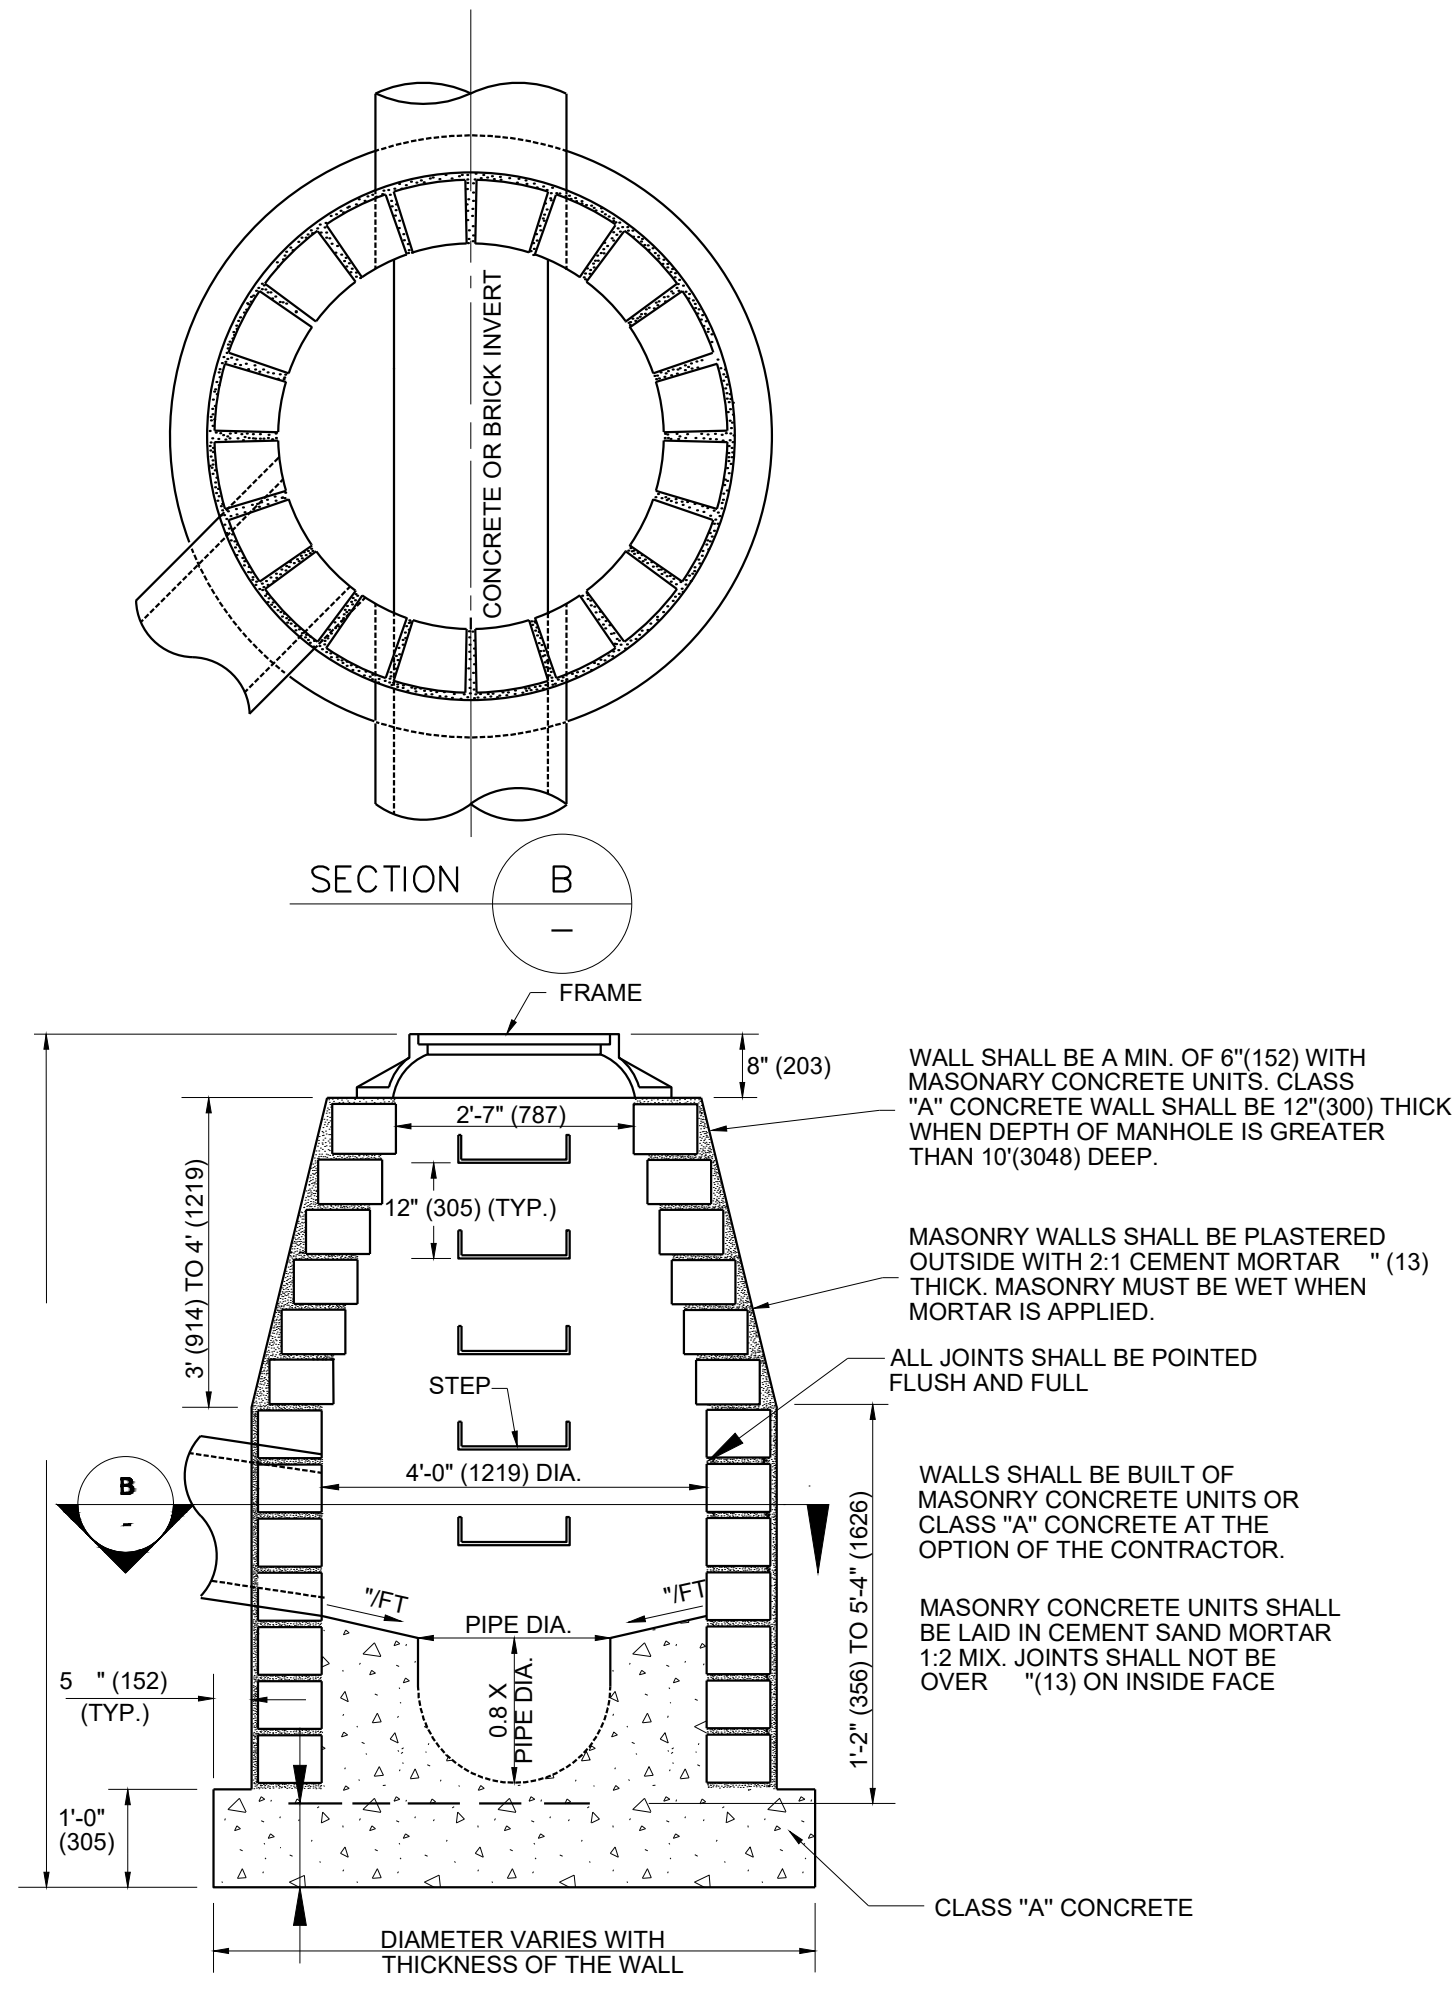 CONCRETE OR BRICK INVERT
SECTION
B
–
FRAME
8" (203)
2'-7" (787)
12" (305) (TYP.)
3' (914) TO 4' (1219)
STEP
4'-0" (1219) DIA.
B
-
"/FT
"/FT
PIPE DIA.
0.8 X
PIPE DIA.
5 " (152)
(TYP.)
1'-0"
(305)
1'-2" (356) TO 5'-4" (1626)
DIAMETER VARIES WITH
THICKNESS OF THE WALL
WALL SHALL BE A MIN. OF 6"(152) WITH
MASONARY CONCRETE UNITS. CLASS
"A" CONCRETE WALL SHALL BE 12"(300) THICK
WHEN DEPTH OF MANHOLE IS GREATER
THAN 10'(3048) DEEP.
MASONRY WALLS SHALL BE PLASTERED
OUTSIDE WITH 2:1 CEMENT MORTAR " (13)
THICK. MASONRY MUST BE WET WHEN
MORTAR IS APPLIED.
ALL JOINTS SHALL BE POINTED
FLUSH AND FULL
WALLS SHALL BE BUILT OF
MASONRY CONCRETE UNITS OR
CLASS "A" CONCRETE AT THE
OPTION OF THE CONTRACTOR.
MASONRY CONCRETE UNITS SHALL
BE LAID IN CEMENT SAND MORTAR
1:2 MIX. JOINTS SHALL NOT BE
OVER "(13) ON INSIDE FACE
CLASS "A" CONCRETE